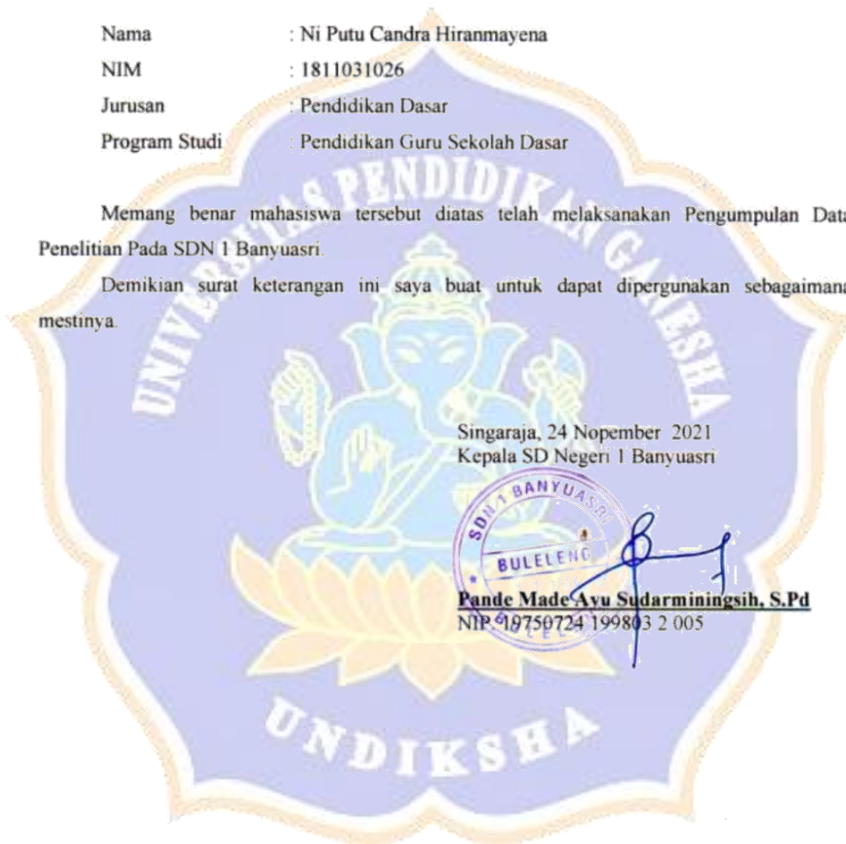 Nama : Ni Putu Candra Hiranmayena
NIM : 1811031026
Jurusan : Pendidikan Dasar
Program Studi : Pendidikan Guru Sekolah Dasar
Memang benar mahasiswa tersebut diatas telah melaksanakan Pengumpulan Data
Penelitian Pada SDN 1 Banyuasri.
Demikian surat keterangan ini saya buat untuk dapat dipergunakan sebagaimana
mestinya.
UNIVERSITAS PENDIDIKAN GANESHA
Singaraja, 24 Nopember 2021
Kepala SD Negeri 1 Banyuasri
SDN 1 BANYUASRI
BULELENG
Pande Made Ayu Sudarminingsih, S.Pd
NIP. 19750724 199803 2 005
BULELENG
UNDIKSHA